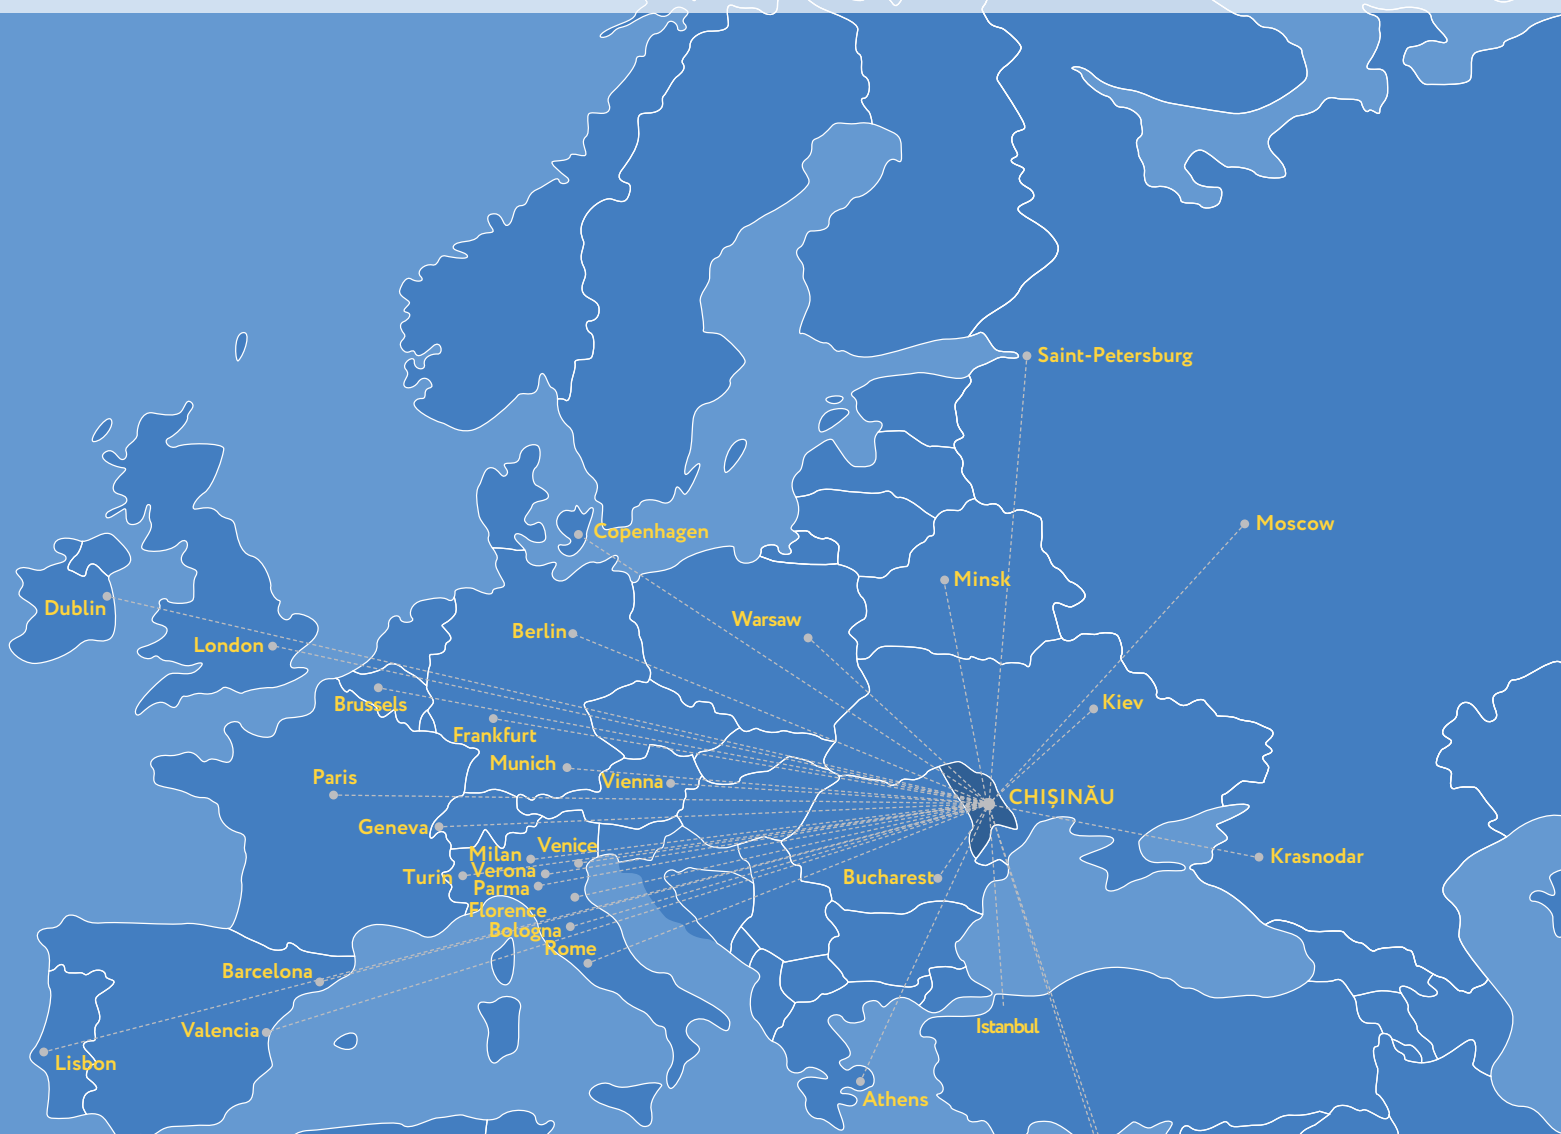 Saint-Petersburg
Moscow
Copenhagen
Minsk
Dublin
Warsaw
Berlin
London
Kiev
Brussels
Frankfurt
Munich
Paris
Vienna
CHIȘINĂU
Geneva
Venice
Milan
Krasnodar
Verona
Turin
Bucharest
Parma
Florence
Bologna
Rome
Barcelona
Istanbul
Valencia
Lisbon
Athens